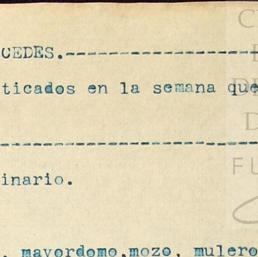 CEDES.--------------------
ticados en la semana que
--------------------------
inario.
, mayordomo,mozo, mulero